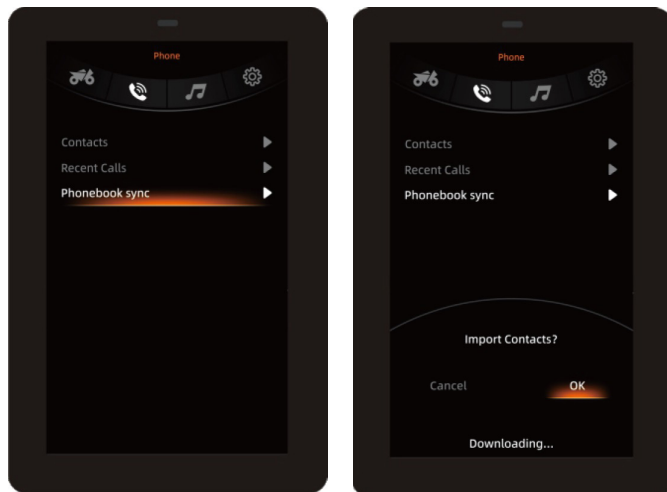 Phone
Contacts
Recent Calls
Phonebook sync
Phone
Contacts
Recent Calls
Phonebook sync
Import Contacts?
Cancel OK
Downloading...